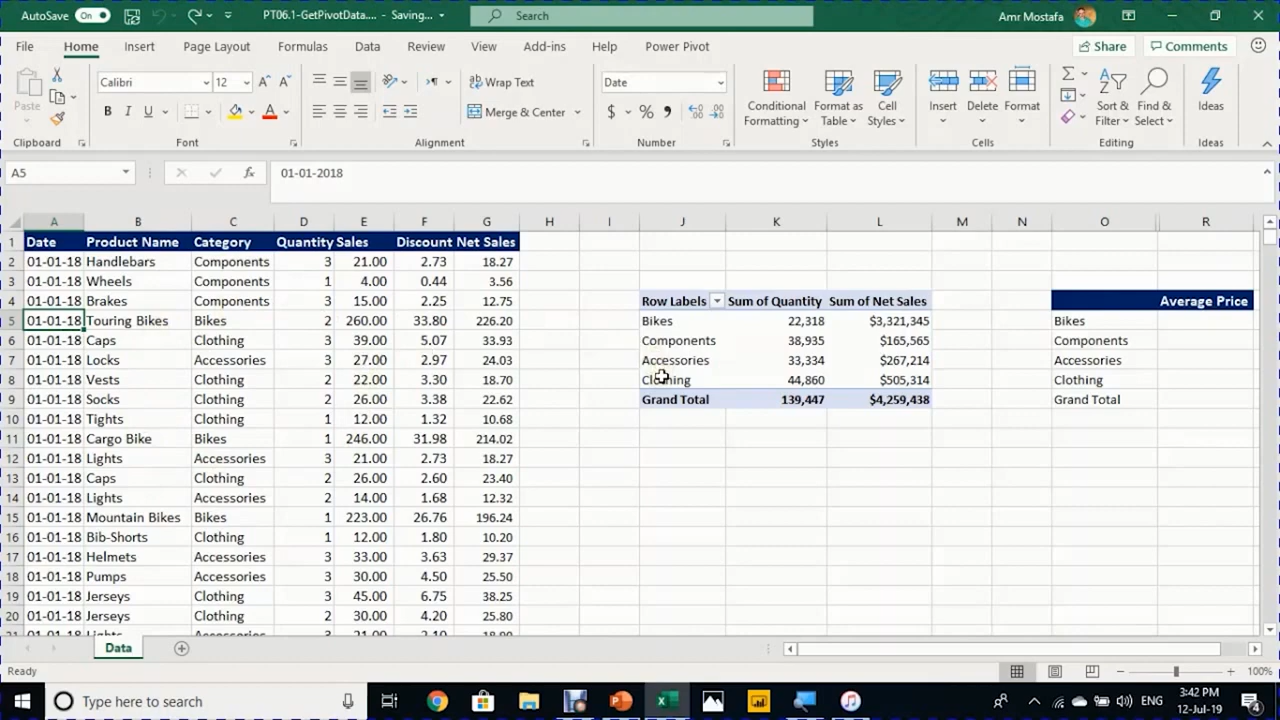 AutoSave On PT06.1-GetPivotData.... - Saving... Search Amr Mostafa
File Home Insert Page Layout Formulas Data Review View Add-ins Help Power Pivot Share Comments
Calibri 12 Wrap Text Date
Paste B I U Merge & Center $ % Conditional Formatting Format as Table Cell Styles Insert Delete Format Sort & Filter Find & Select Ideas
Clipboard Font Alignment Number Styles Cells Editing Ideas
A5 fx 01-01-2018
A B C D E F G H I J K L M N O R
1 Date Product Name Category Quantity Sales Discount Net Sales
2 01-01-18 Handlebars Components 3 21.00 2.73 18.27
3 01-01-18 Wheels Components 1 4.00 0.44 3.56
4 01-01-18 Brakes Components 3 15.00 2.25 12.75 Row Labels Sum of Quantity Sum of Net Sales Average Price
5 01-01-18 Touring Bikes Bikes 2 260.00 33.80 226.20 Bikes 22,318 $3,321,345 Bikes
6 01-01-18 Caps Clothing 3 39.00 5.07 33.93 Components 38,935 $165,565 Components
7 01-01-18 Locks Accessories 3 27.00 2.97 24.03 Accessories 33,334 $267,214 Accessories
8 01-01-18 Vests Clothing 2 22.00 3.30 18.70 Clothing 44,860 $505,314 Clothing
9 01-01-18 Socks Clothing 2 26.00 3.38 22.62 Grand Total 139,447 $4,259,438 Grand Total
10 01-01-18 Tights Clothing 1 12.00 1.32 10.68
11 01-01-18 Cargo Bike Bikes 1 246.00 31.98 214.02
12 01-01-18 Lights Accessories 3 21.00 2.73 18.27
13 01-01-18 Caps Clothing 2 26.00 2.60 23.40
14 01-01-18 Lights Accessories 2 14.00 1.68 12.32
15 01-01-18 Mountain Bikes Bikes 1 223.00 26.76 196.24
16 01-01-18 Bib-Shorts Clothing 1 12.00 1.80 10.20
17 01-01-18 Helmets Accessories 3 33.00 3.63 29.37
18 01-01-18 Pumps Accessories 3 30.00 4.50 25.50
19 01-01-18 Jerseys Clothing 3 45.00 6.75 38.25
20 01-01-18 Jerseys Clothing 2 30.00 4.20 25.80
Data
Ready 100%
Type here to search ENG 3:42 PM
12-Jul-19 4